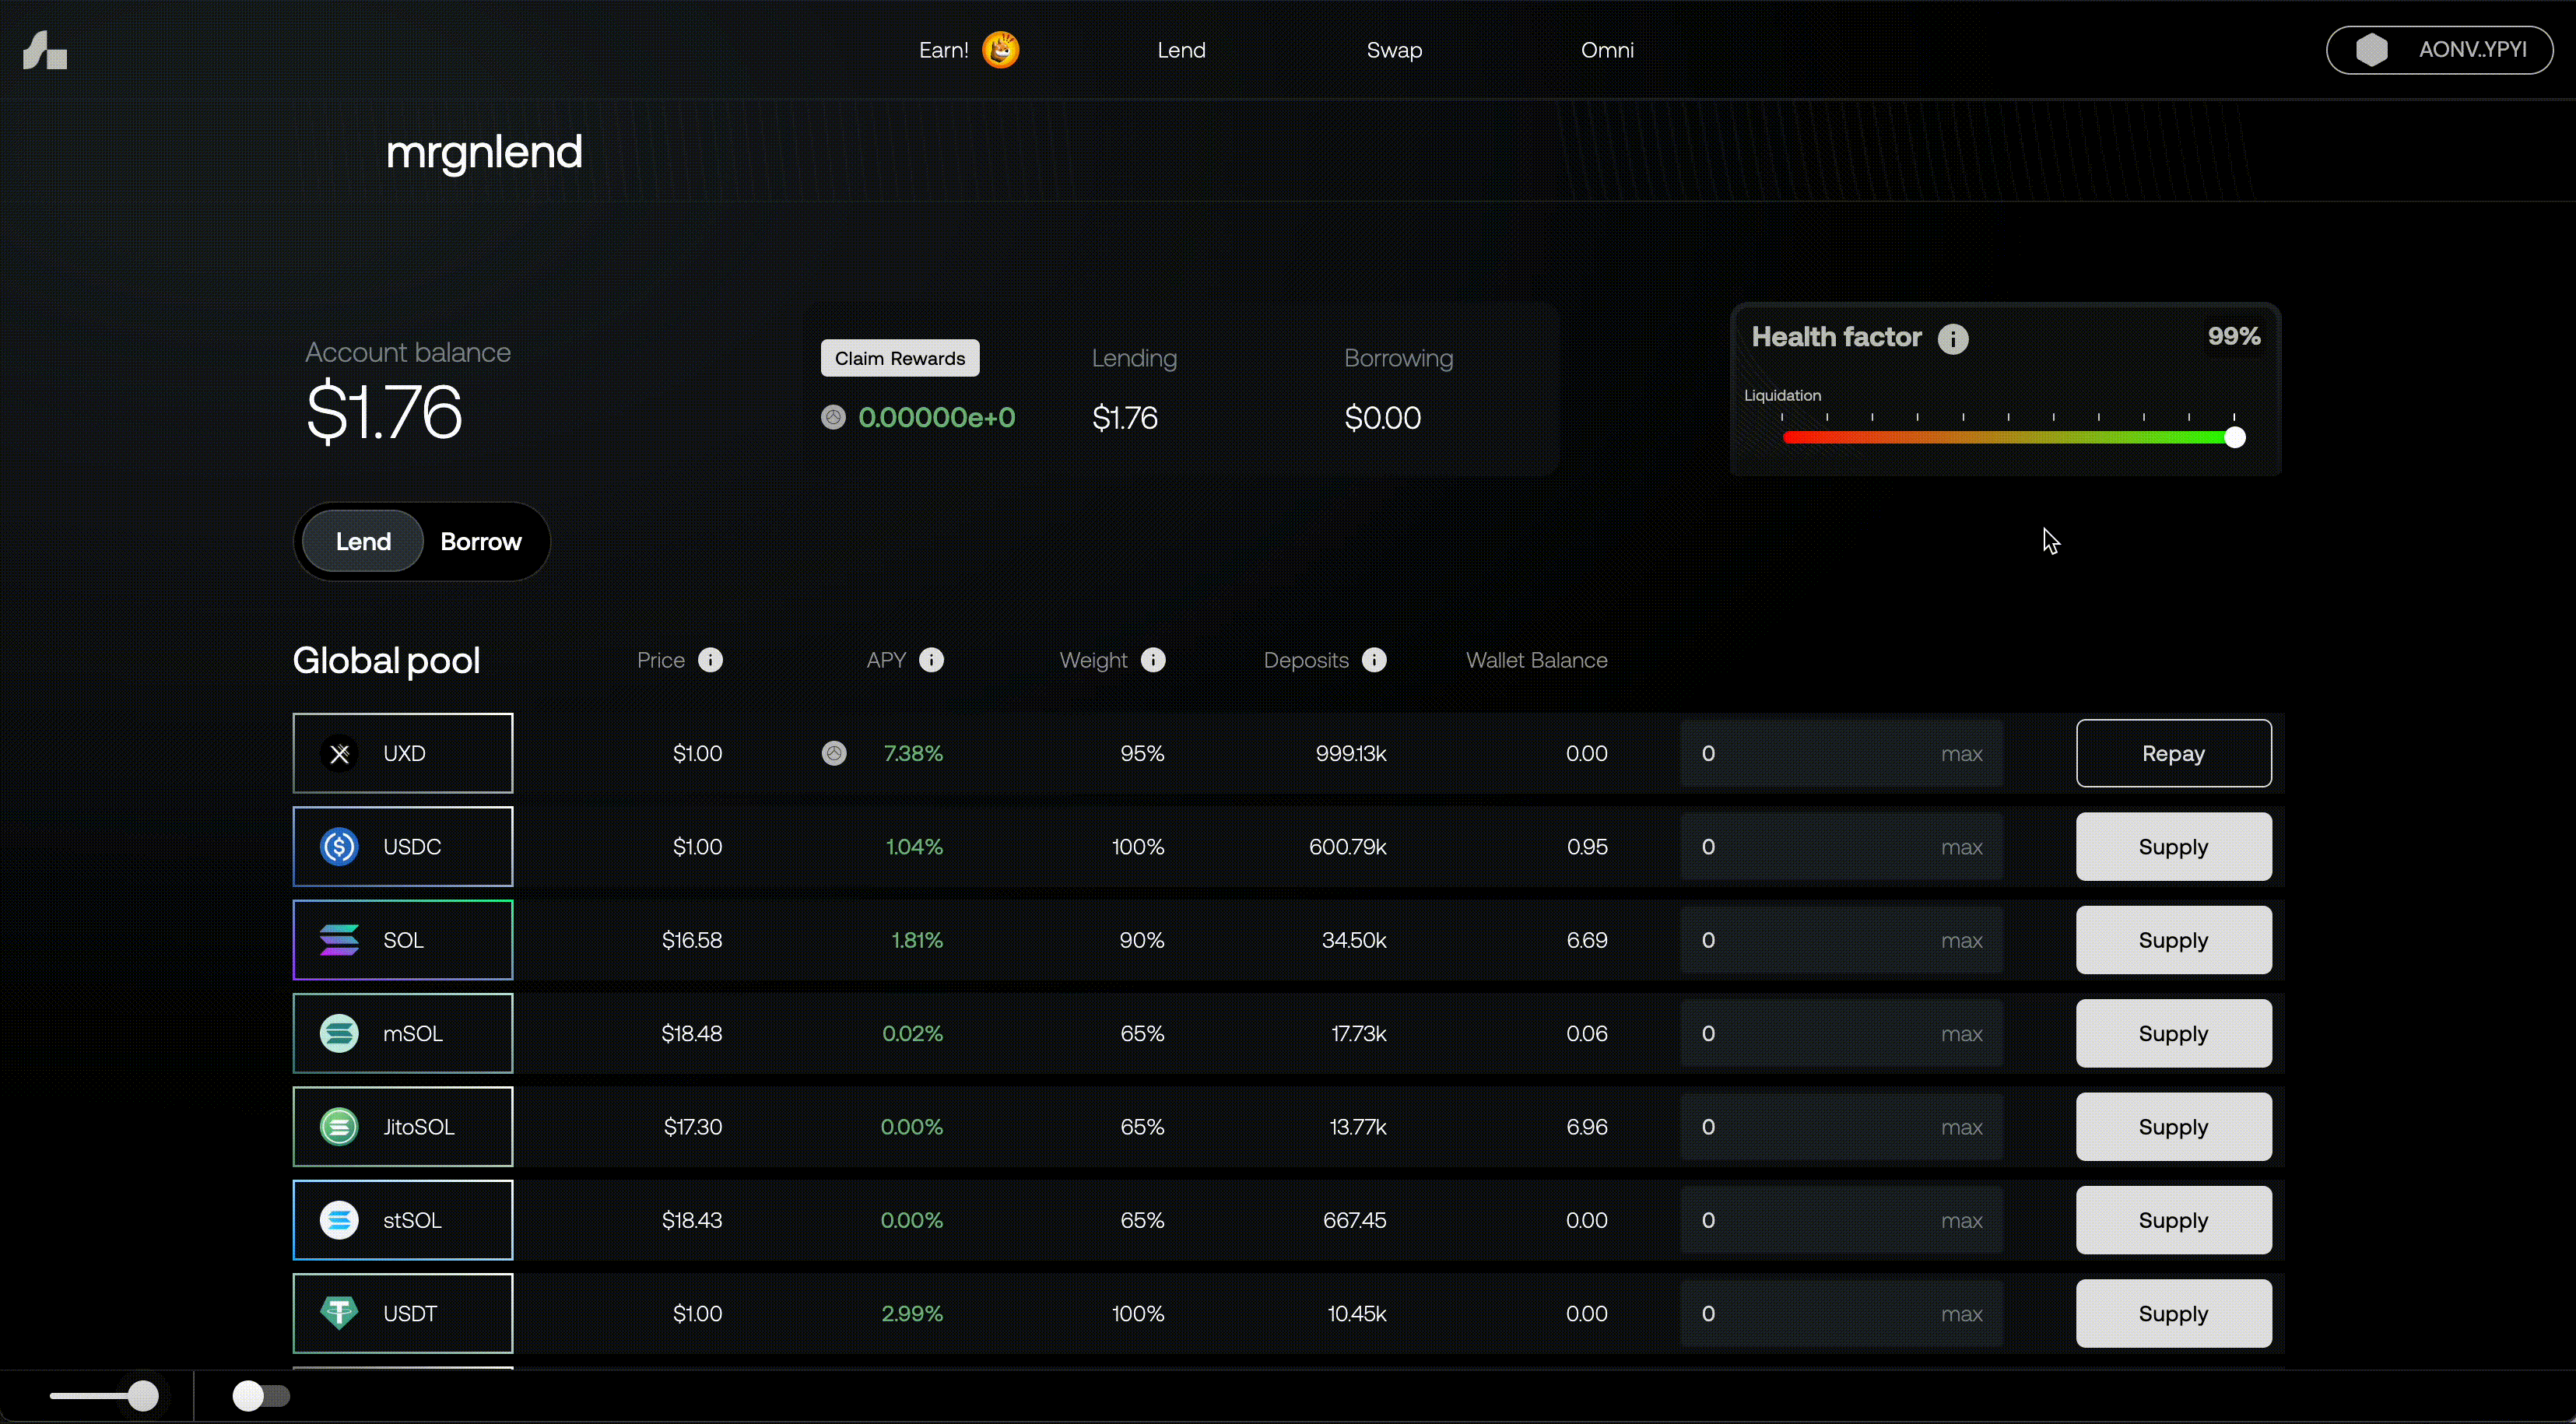 Earn! Lend Swap Omni AONV..YPYI
mrgnlend
Account balance
$1.76
Claim Rewards Lending Borrowing
0.00000e+0 $1.76 $0.00
Health factor i 99%
Liquidation
Lend Borrow
Global pool Price i APY i Weight i Deposits i Wallet Balance
UXD $1.00 7.38% 95% 999.13k 0.00 0 max Repay
USDC $1.00 1.04% 100% 600.79k 0.95 0 max Supply
SOL $16.58 1.81% 90% 34.50k 6.69 0 max Supply
mSOL $18.48 0.02% 65% 17.73k 0.06 0 max Supply
JitoSOL $17.30 0.00% 65% 13.77k 6.96 0 max Supply
stSOL $18.43 0.00% 65% 667.45 0.00 0 max Supply
USDT $1.00 2.99% 100% 10.45k 0.00 0 max Supply